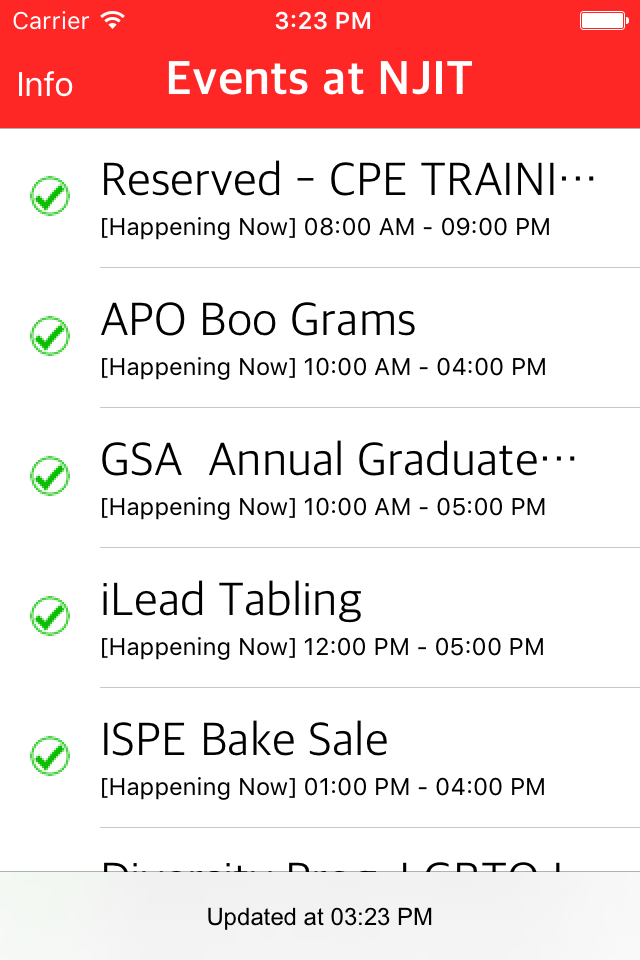 Carrier 3:23 PM
Info Events at NJIT
Reserved - CPE TRAINI...
[Happening Now] 08:00 AM - 09:00 PM
APO Boo Grams
[Happening Now] 10:00 AM - 04:00 PM
GSA  Annual Graduate...
[Happening Now] 10:00 AM - 05:00 PM
iLead Tabling
[Happening Now] 12:00 PM - 05:00 PM
ISPE Bake Sale
[Happening Now] 01:00 PM - 04:00 PM
Diversity Prog
Updated at 03:23 PM